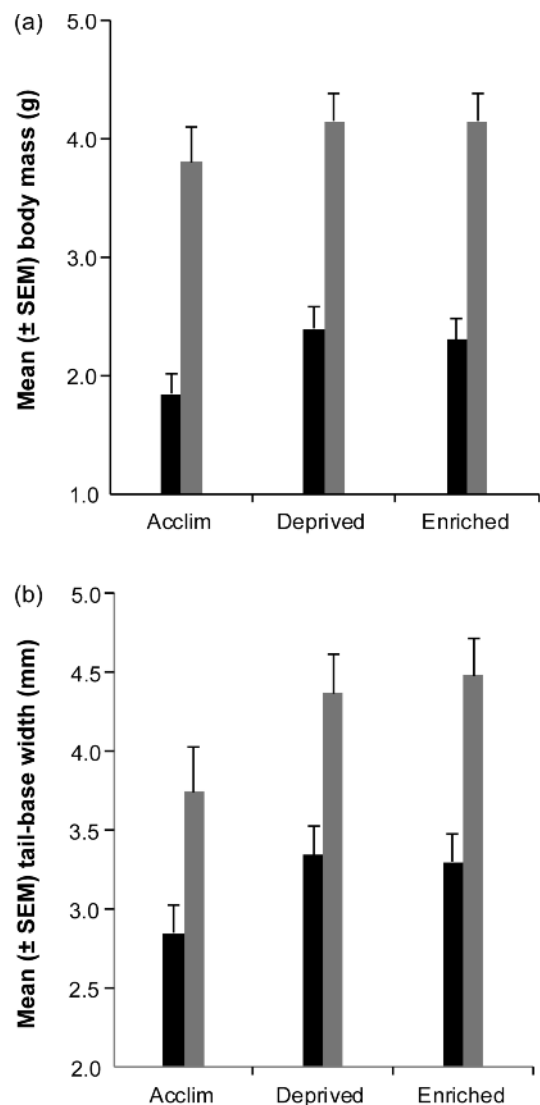 (a)
Mean (± SEM) body mass (g)
5.0
4.0
3.0
2.0
1.0
Acclim Deprived Enriched
(b)
Mean (± SEM) tail-base width (mm)
5.0
4.5
4.0
3.5
3.0
2.5
2.0
Acclim Deprived Enriched